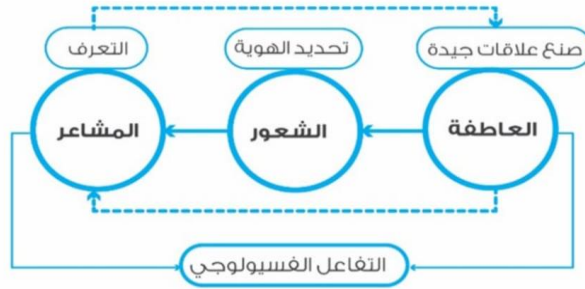 صنع علاقات جيدة
تحديد الهوية
التعرف
العاطفة
الشعور
المشاعر
التفاعل الفسيولوجي